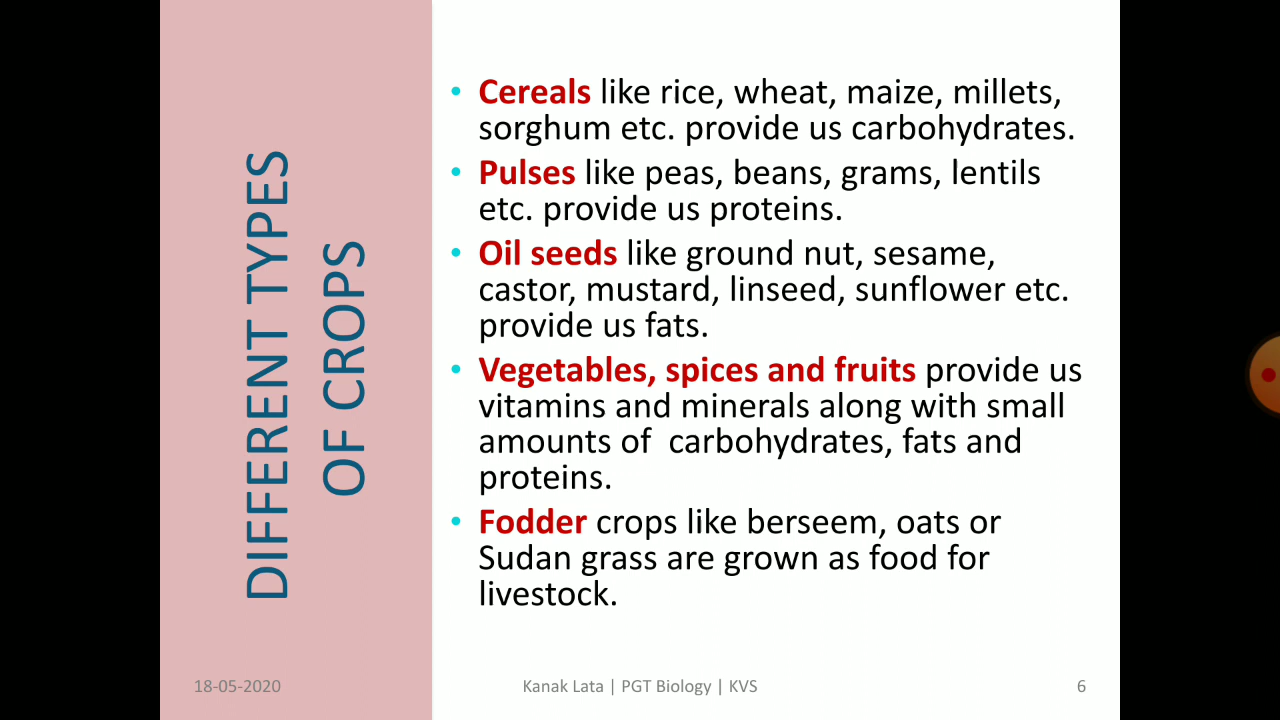 DIFFERENT TYPES
OF CROPS
• Cereals like rice, wheat, maize, millets,
sorghum etc. provide us carbohydrates.
• Pulses like peas, beans, grams, lentils
etc. provide us proteins.
• Oil seeds like ground nut, sesame,
castor, mustard, linseed, sunflower etc.
provide us fats.
• Vegetables, spices and fruits provide us
vitamins and minerals along with small
amounts of  carbohydrates, fats and
proteins.
• Fodder crops like berseem, oats or
Sudan grass are grown as food for
livestock.
18-05-2020
Kanak Lata | PGT Biology | KVS
6